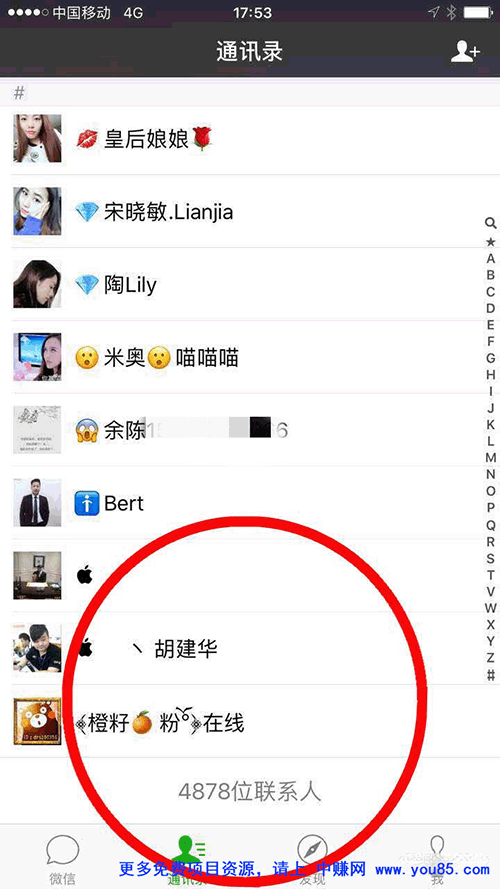 中国移动 4G 17:53
通讯录
#
💋 皇后娘娘🌹
💎 宋晓敏.Lianjia
💎 陶Lily
😮 米奥😮 喵喵喵
😱 余陈
Bert
丶 胡建华
橙籽🍊 粉 在线
4878位联系人
🔍
★
A
B
C
D
E
F
G
H
I
J
K
L
M
N
O
P
Q
R
S
T
U
V
W
X
Y
Z
#
微信 通讯录 发现 我
更多免费项目资源，请上 中赚网 www.you85.com